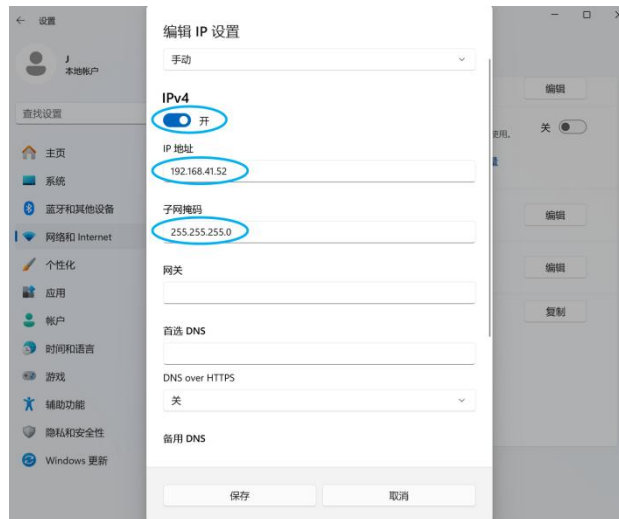 ← 设置
J
本地帐户
查找设置
主页
系统
蓝牙和其他设备
网络和 Internet
个性化
应用
帐户
时间和语言
游戏
辅助功能
隐私和安全性
Windows 更新
编辑 IP 设置
手动
IPv4
开
IP 地址
192.168.41.52
子网掩码
255.255.255.0
网关
首选 DNS
DNS over HTTPS
关
备用 DNS
保存
取消
编辑
使用。
关
编辑
编辑
复制